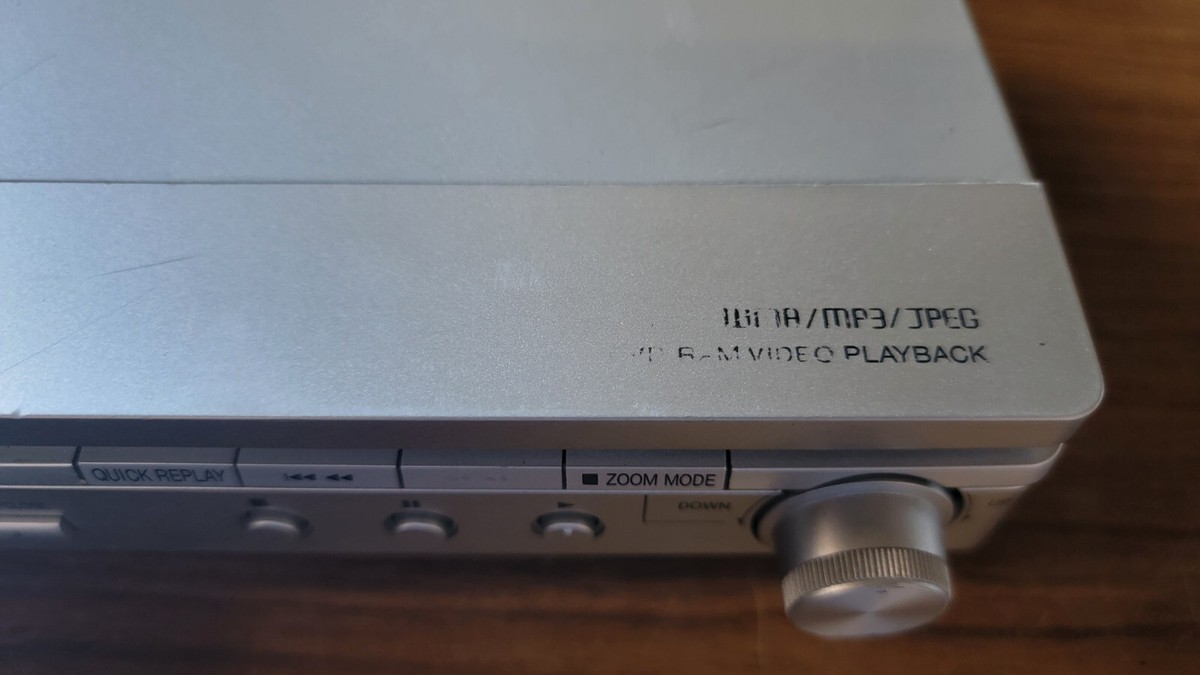 WMA/MP3/JPEG
VIDEO PLAYBACK
QUICK REPLAY
ZOOM MODE
DOWN